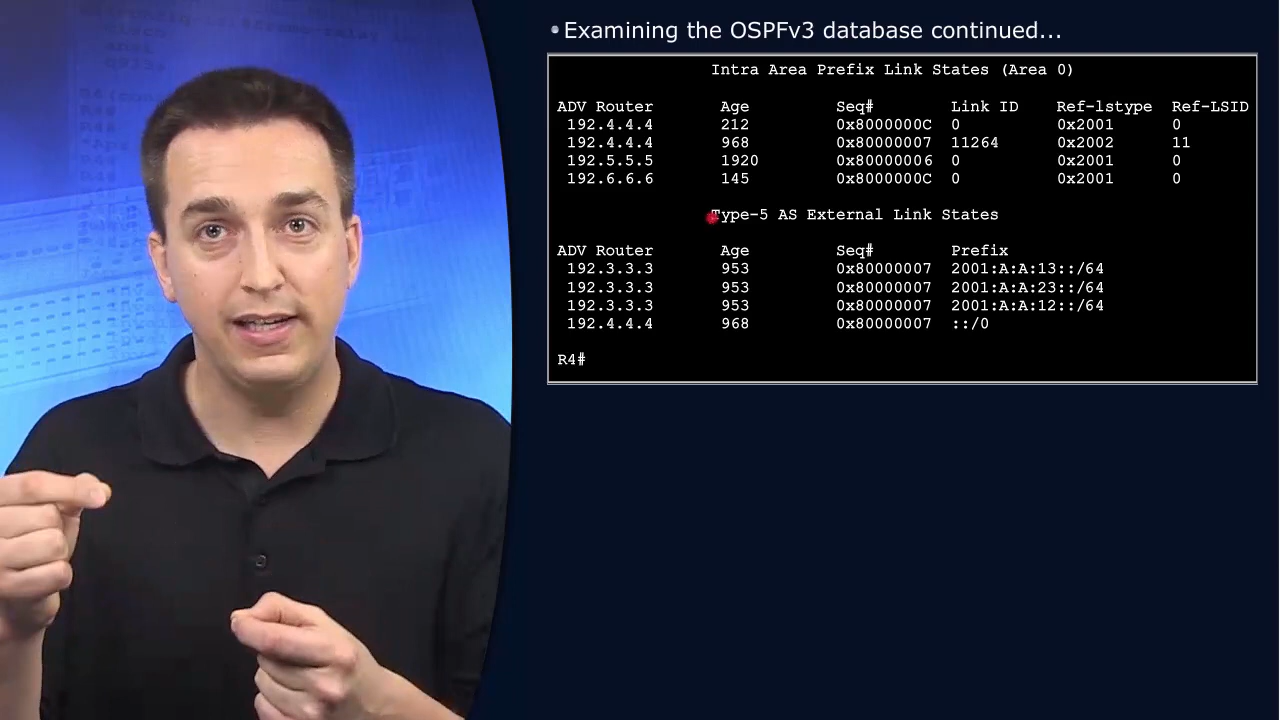 Examining the OSPFv3 database continued...
Intra Area Prefix Link States (Area 0)
ADV Router Age Seq# Link ID Ref-lstype Ref-LSID
192.4.4.4 212 0x8000000C 0 0x2001 0
192.4.4.4 968 0x80000007 11264 0x2002 11
192.5.5.5 1920 0x80000006 0 0x2001 0
192.6.6.6 145 0x8000000C 0 0x2001 0
Type-5 AS External Link States
ADV Router Age Seq# Prefix
192.3.3.3 953 0x80000007 2001:A:A:13::/64
192.3.3.3 953 0x80000007 2001:A:A:23::/64
192.3.3.3 953 0x80000007 2001:A:A:12::/64
192.4.4.4 968 0x80000007 ::/0
R4#